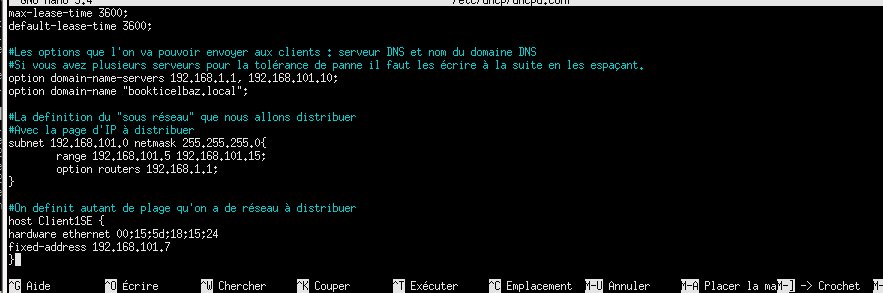 GNU nano 5.4 /etc/dhcp/dhcpd.conf
max-lease-time 3600;
default-lease-time 3600;
#Les options que l'on va pouvoir envoyer aux clients : serveur DNS et nom du domaine DNS
#Si vous avez plusieurs serveurs pour la tolérance de panne il faut les écrire à la suite en les espaçant.
option domain-name-servers 192.168.1.1, 192.168.101.10;
option domain-name "bookticelbaz.local";
#La definition du "sous réseau" que nous allons distribuer
#Avec la page d'IP à distribuer
subnet 192.168.101.0 netmask 255.255.255.0{
range 192.168.101.5 192.168.101.15;
option routers 192.168.1.1;
}
#On definit autant de plage qu'on a de réseau à distribuer
host Client1SE {
hardware ethernet 00;15;5d;18;15;24
fixed-address 192.168.101.7
}
^G Aide ^O Écrire ^W Chercher ^K Couper ^T Exécuter ^C Emplacement M-U Annuler M-A Placer la ma M-] -> Crochet M-